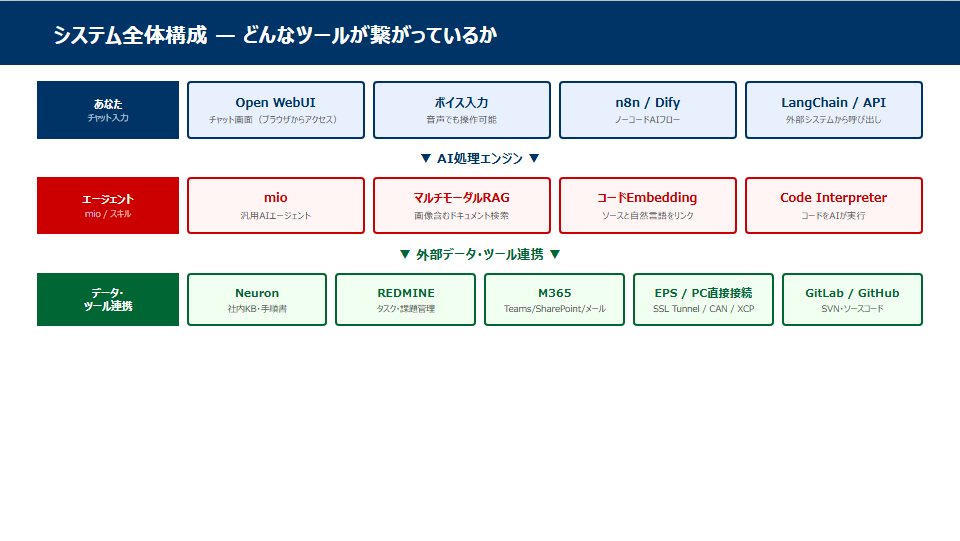 システム全体構成 ― どんなツールが繋がっているか
あなた
チャット入力
Open WebUI
チャット画面（ブラウザからアクセス）
ボイス入力
音声でも操作可能
n8n / Dify
ノーコードAIフロー
LangChain / API
外部システムから呼び出し
▼ AI処理エンジン ▼
エージェント
mio / スキル
mio
汎用AIエージェント
マルチモーダルRAG
画像含むドキュメント検索
コードEmbedding
ソースと自然言語をリンク
Code Interpreter
コードをAIが実行
▼ 外部データ・ツール連携 ▼
データ・
ツール連携
Neuron
社内KB・手順書
REDMINE
タスク・課題管理
M365
Teams/SharePoint/メール
EPS / PC直接接続
SSL Tunnel / CAN / XCP
GitLab / GitHub
SVN・ソースコード